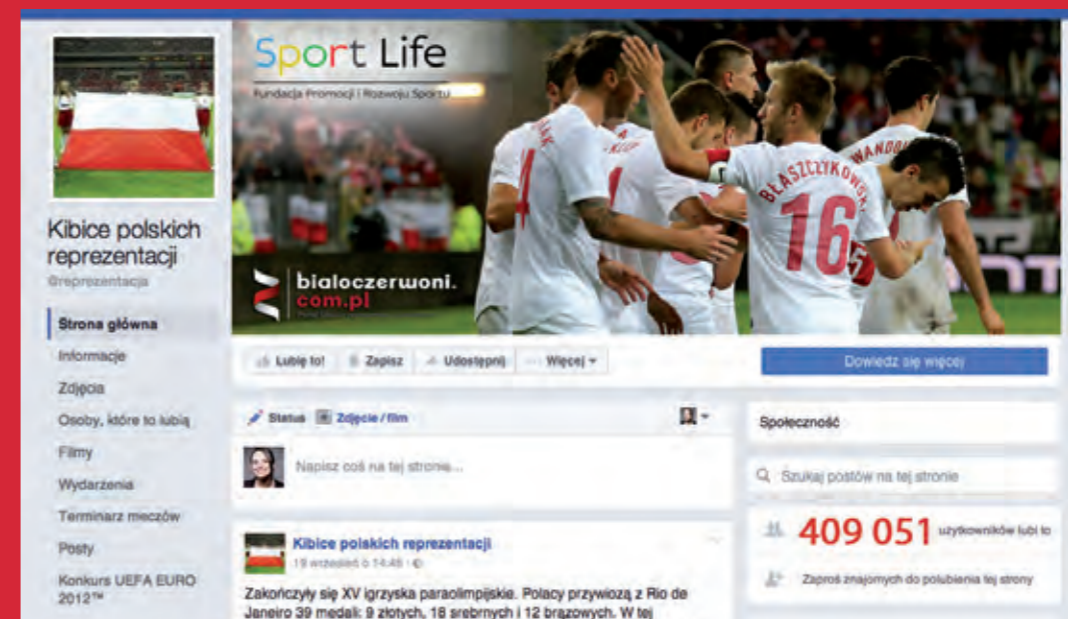 Sport Life
Fundacja Promocji i Rozwoju Sportu
Kibice polskich
reprezentacji
@reprezentacja
Strona główna
Informacje
Zdjęcia
Osoby, które to lubią
Filmy
Wydarzenia
Terminarz meczów
Posty
Konkurs UEFA EURO
2012™
bialoczerwoni.
com.pl
BŁASZCZYKOWSKI
16
4
Lubię to!
Zapisz
Udostępnij
Więcej
Dowiedz się więcej
Status
Zdjęcie / film
Napisz coś na tej stronie...
Kibice polskich reprezentacji
19 wrzesień o 14:46
Zakończyły się XV igrzyska paraolimpijskie. Polacy przywiozą z Rio de
Janeiro 39 medali: 9 złotych, 18 srebrnych i 12 brązowych. W tej
Społeczność
Szukaj postów na tej stronie
409 051 użytkowników lubi to
Zaproś znajomych do polubienia tej strony